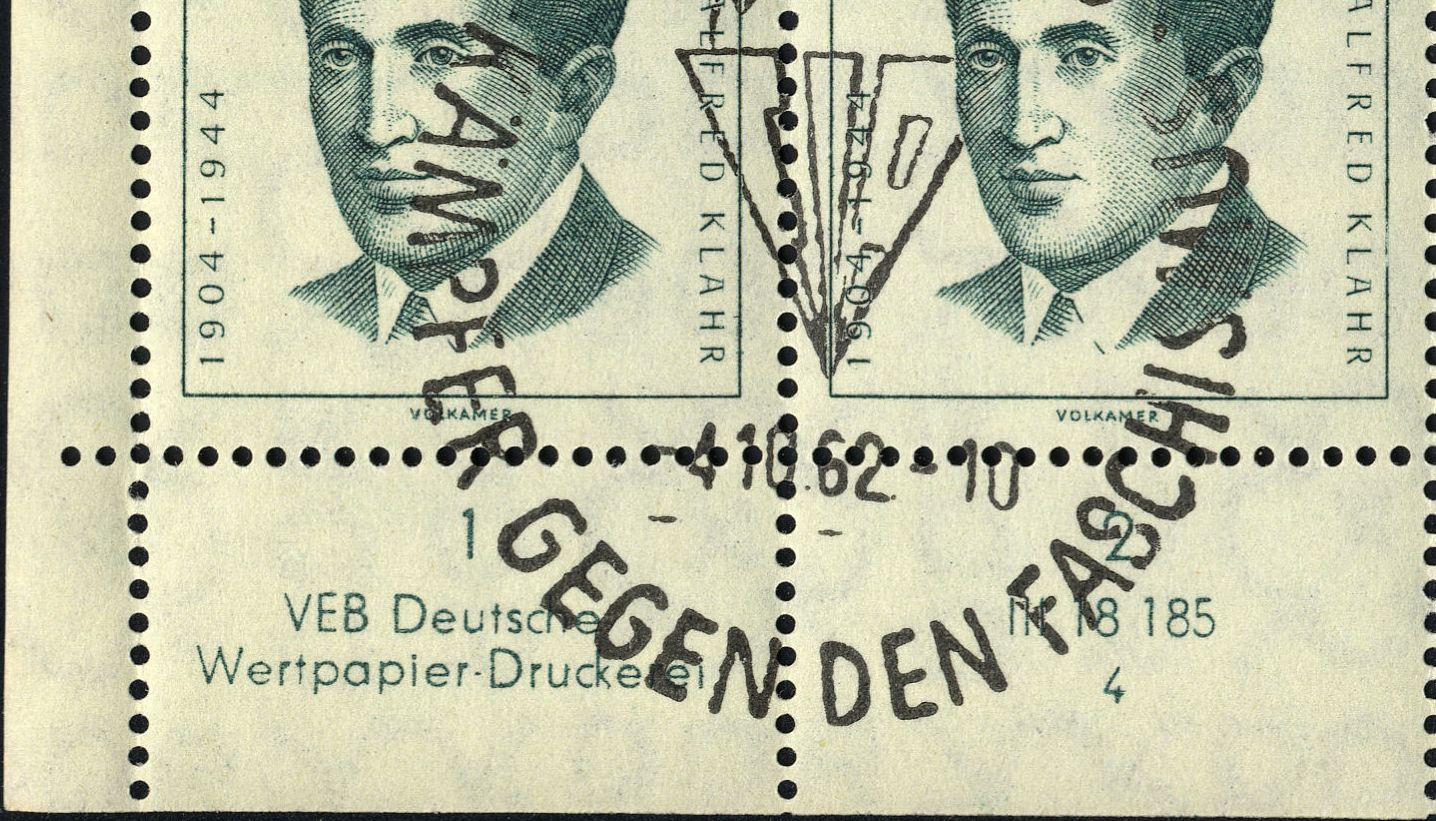 1904-1944
ALFRED KLAHR
1904-1944
ALFRED KLAHR
VOLKAMER
VOLKAMER
KÄMPFER GEGEN DEN FASCHISMUS
-4.10.62.-10
1
2
VEB Deutsche
Wertpapier-Druckerei
III 18 185
4